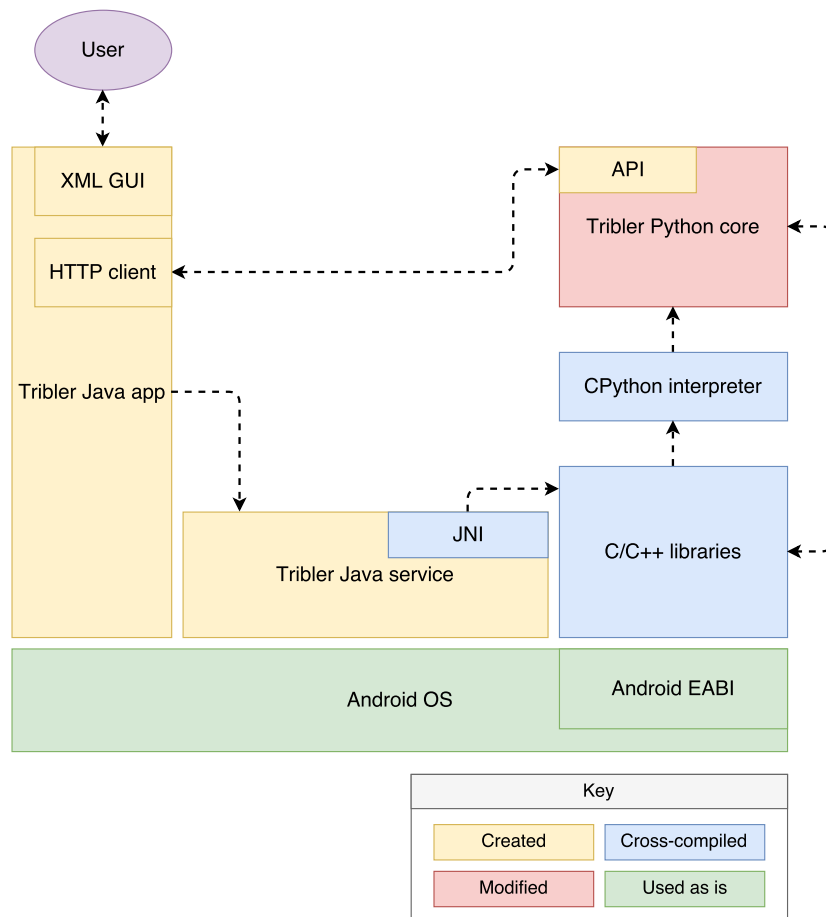 User
XML GUI
API
Tribler Python core
HTTP client
CPython interpreter
Tribler Java app
JNI
C/C++ libraries
Tribler Java service
Android EABI
Android OS
Key
Created
Cross-compiled
Modified
Used as is